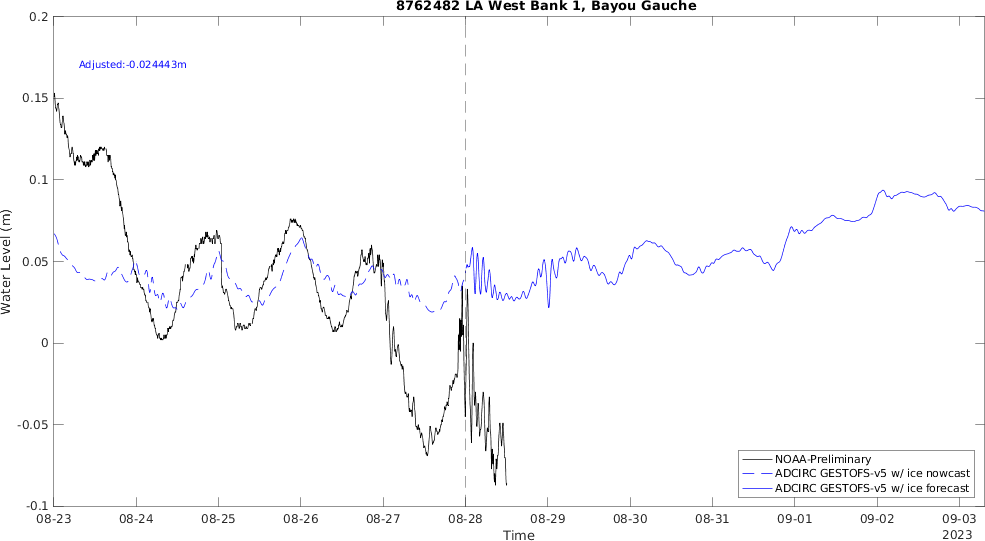 8762482 LA West Bank 1, Bayou Gauche
0.2
Adjusted:-0.024443m
0.15
0.1
0.05
0
-0.05
-0.1
Water Level (m)
NOAA-Preliminary
ADCIRC GESTOFS-v5 w/ ice nowcast
ADCIRC GESTOFS-v5 w/ ice forecast
08-23 08-24 08-25 08-26 08-27 08-28 08-29 08-30 08-31 09-01 09-02 09-03
Time
2023